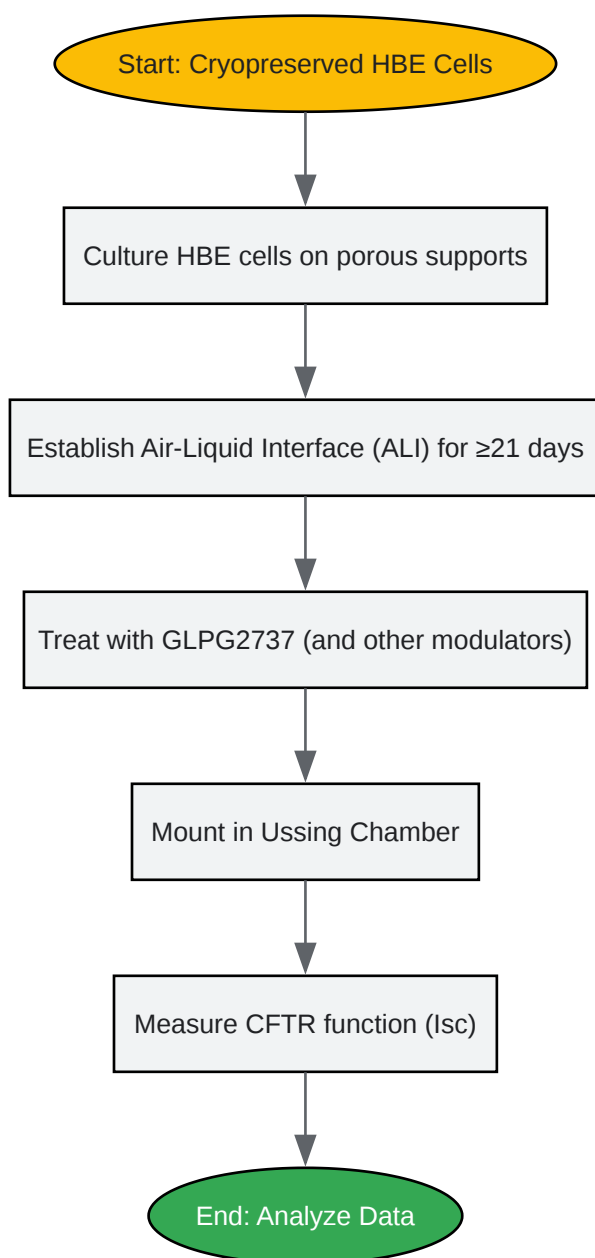 Start: Cryopreserved HBE Cells
Culture HBE cells on porous supports
Establish Air-Liquid Interface (ALI) for ≥21 days
Treat with GLPG2737 (and other modulators)
Mount in Ussing Chamber
Measure CFTR function (Isc)
End: Analyze Data